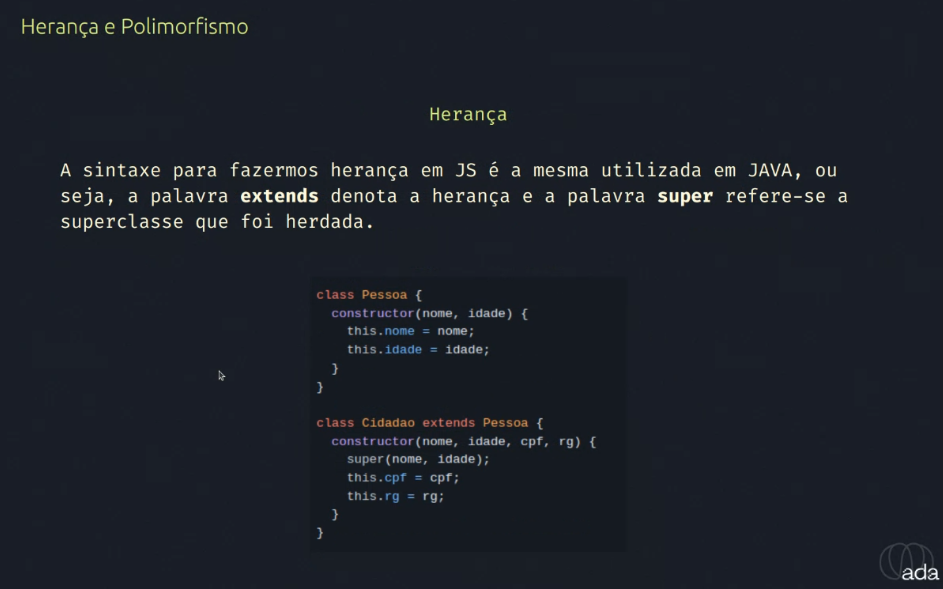 Herança e Polimorfismo
Herança
A sintaxe para fazermos herança em JS é a mesma utilizada em JAVA, ou
seja, a palavra extends denota a herança e a palavra super refere-se a
superclasse que foi herdada.
class Pessoa {
  constructor(nome, idade) {
    this.nome = nome;
    this.idade = idade;
  }
}
class Cidadao extends Pessoa {
  constructor(nome, idade, cpf, rg) {
    super(nome, idade);
    this.cpf = cpf;
    this.rg = rg;
  }
}
ada